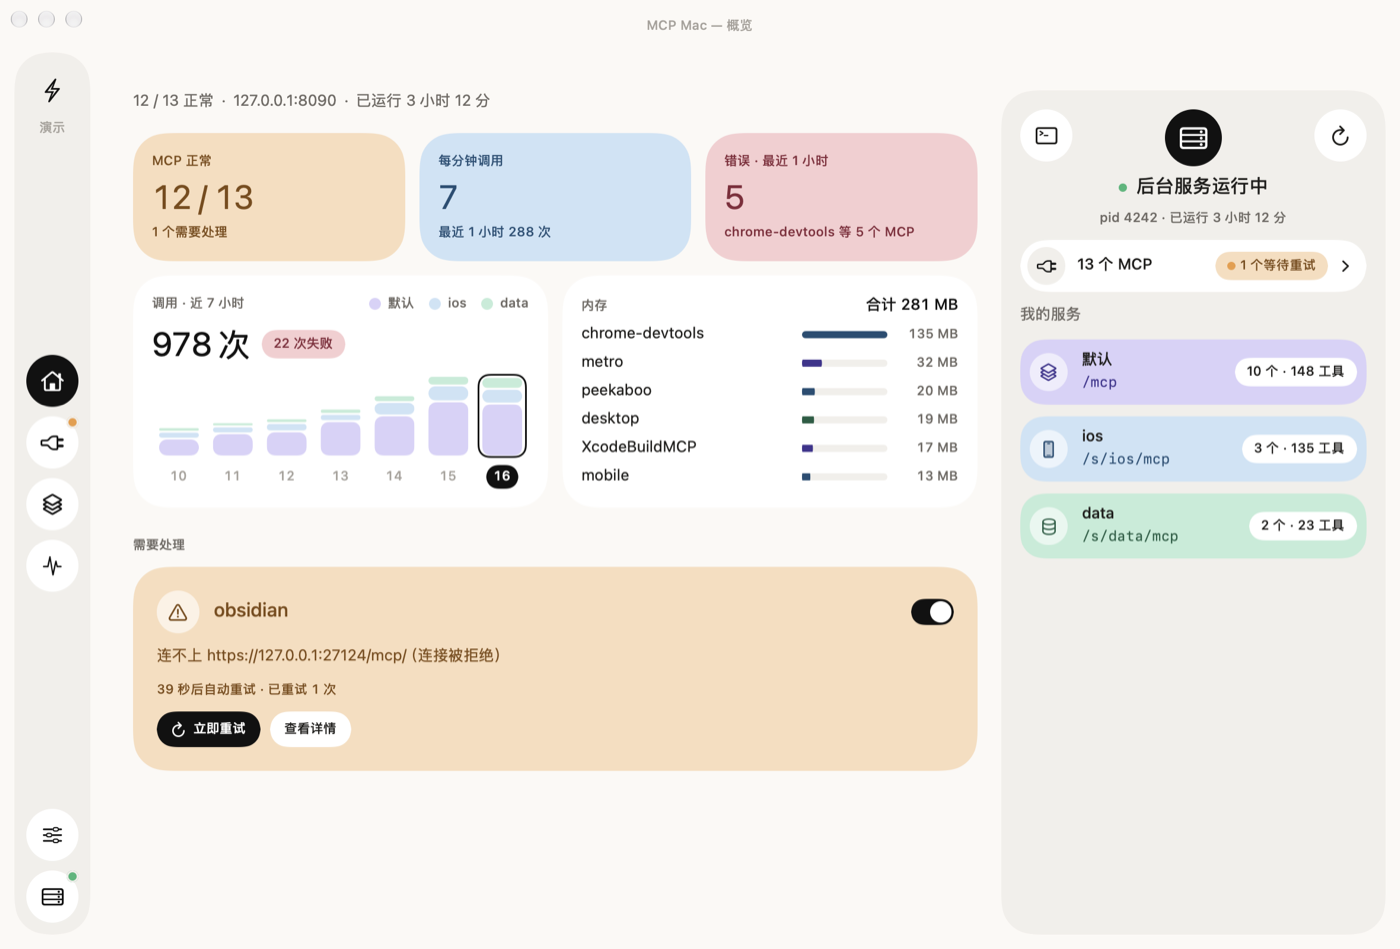 MCP Mac — 概览
演示
12 / 13 正常 · 127.0.0.1:8090 · 已运行 3 小时 12 分
MCP 正常
12 / 13
1 个需要处理
每分钟调用
7
最近 1 小时 288 次
错误 · 最近 1 小时
5
chrome-devtools 等 5 个 MCP
调用 · 近 7 小时
默认
ios
data
978 次
22 次失败
10
11
12
13
14
15
16
内存
合计 281 MB
chrome-devtools
135 MB
metro
32 MB
peekaboo
20 MB
desktop
19 MB
XcodeBuildMCP
17 MB
mobile
13 MB
需要处理
obsidian
连不上 https://127.0.0.1:27124/mcp/ (连接被拒绝)
39 秒后自动重试 · 已重试 1 次
立即重试
查看详情
后台服务运行中
pid 4242 · 已运行 3 小时 12 分
13 个 MCP
1 个等待重试
我的服务
默认
/mcp
10 个 · 148 工具
ios
/s/ios/mcp
3 个 · 135 工具
data
/s/data/mcp
2 个 · 23 工具